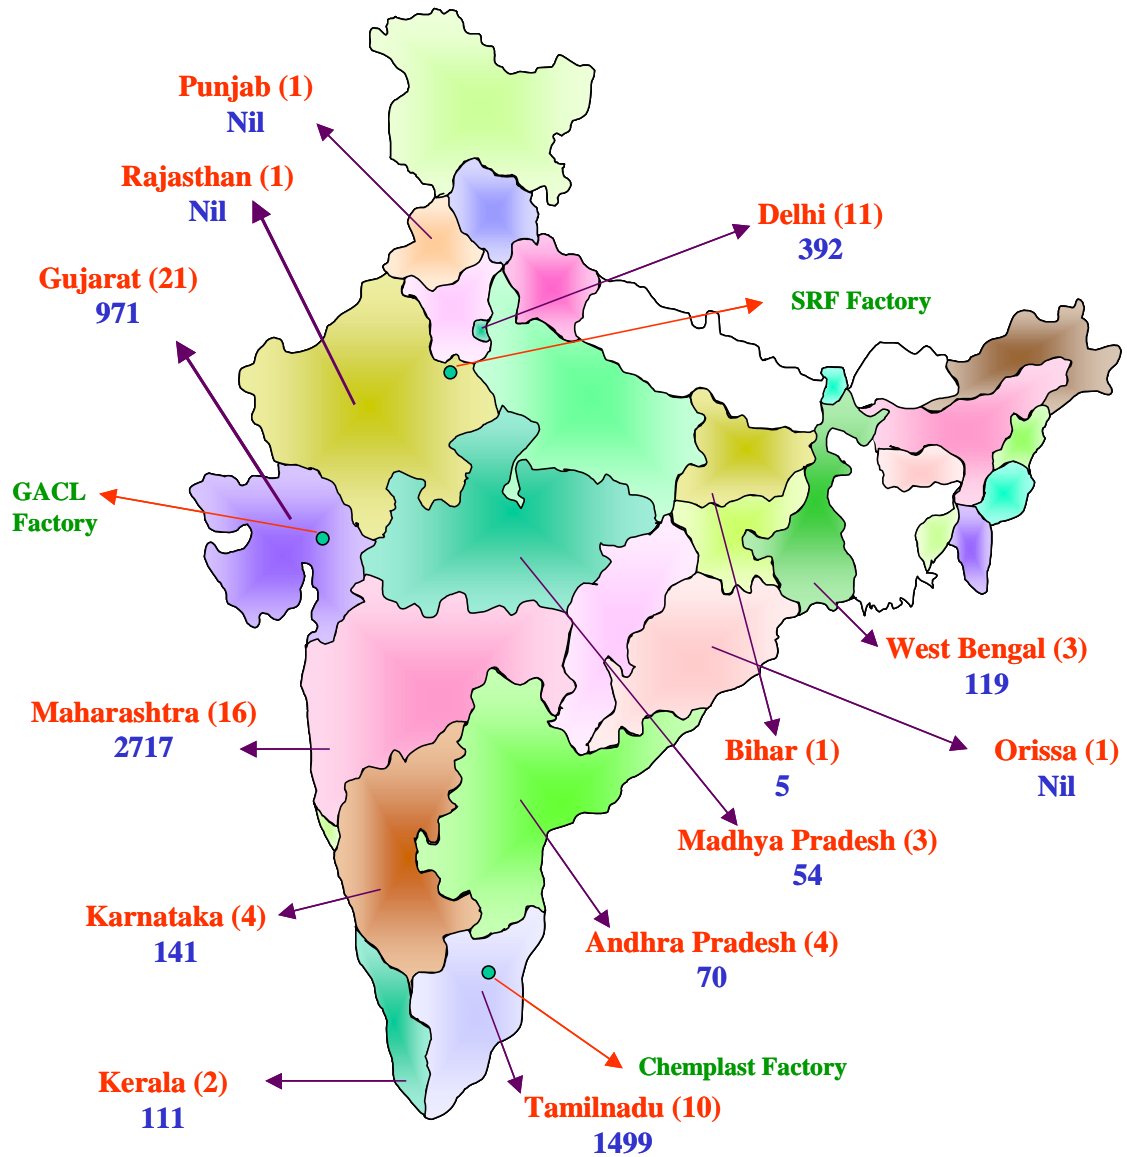 Punjab (1)
Nil
Rajasthan (1)
Nil
Delhi (11)
392
Gujarat (21)
971
SRF Factory
GACL
Factory
West Bengal (3)
119
Maharashtra (16)
2717
Bihar (1)
5
Orissa (1)
Nil
Madhya Pradesh (3)
54
Karnataka (4)
141
Andhra Pradesh (4)
70
Chemplast Factory
Kerala (2)
111
Tamilnadu (10)
1499